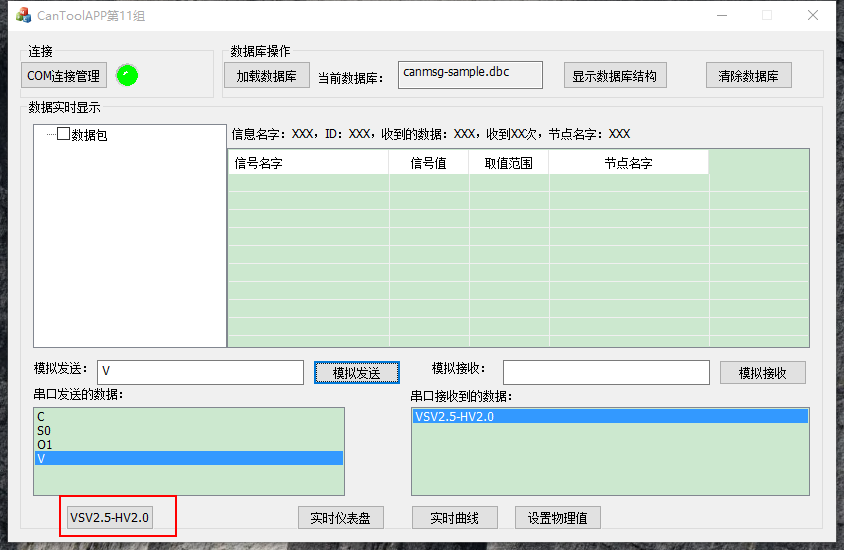 CanToolAPP第11组
连接
数据库操作
COM连接管理
加载数据库
当前数据库：
canmsg-sample.dbc
显示数据库结构
清除数据库
数据实时显示
数据包
信息名字：XXX，ID：XXX，收到的数据：XXX，收到XX次，节点名字：XXX
信号名字 信号值 取值范围 节点名字
模拟发送：
V
模拟发送
模拟接收：
模拟接收
串口发送的数据：
串口接收到的数据：
C
S0
O1
V
VSV2.5-HV2.0
VSV2.5-HV2.0
实时仪表盘
实时曲线
设置物理值